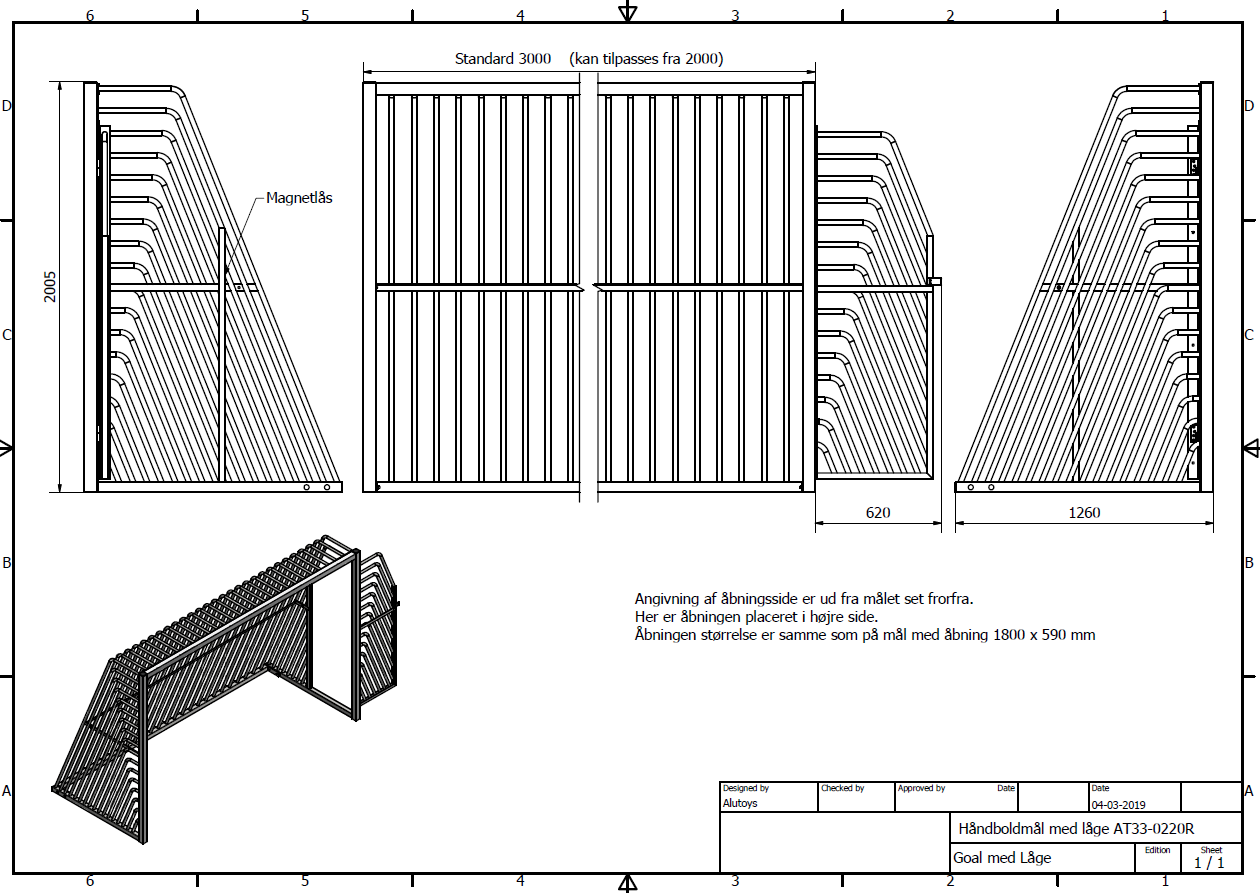 6 5 4 3 2 1
Standard 3000 (kan tilpasses fra 2000)
D D
Magnetlås
2005
C C
620 1260
B B
Angivning af åbningsside er ud fra målet set frorfra.
Her er åbningen placeret i højre side.
Åbningen størrelse er samme som på mål med åbning 1800 x 590 mm
A A
Designed by Checked by Approved by Date Date
Alutoys 04-03-2019
Håndboldmål med låge AT33-0220R
Goal med Låge
Edition Sheet
1 / 1
6 5 4 3 2 1